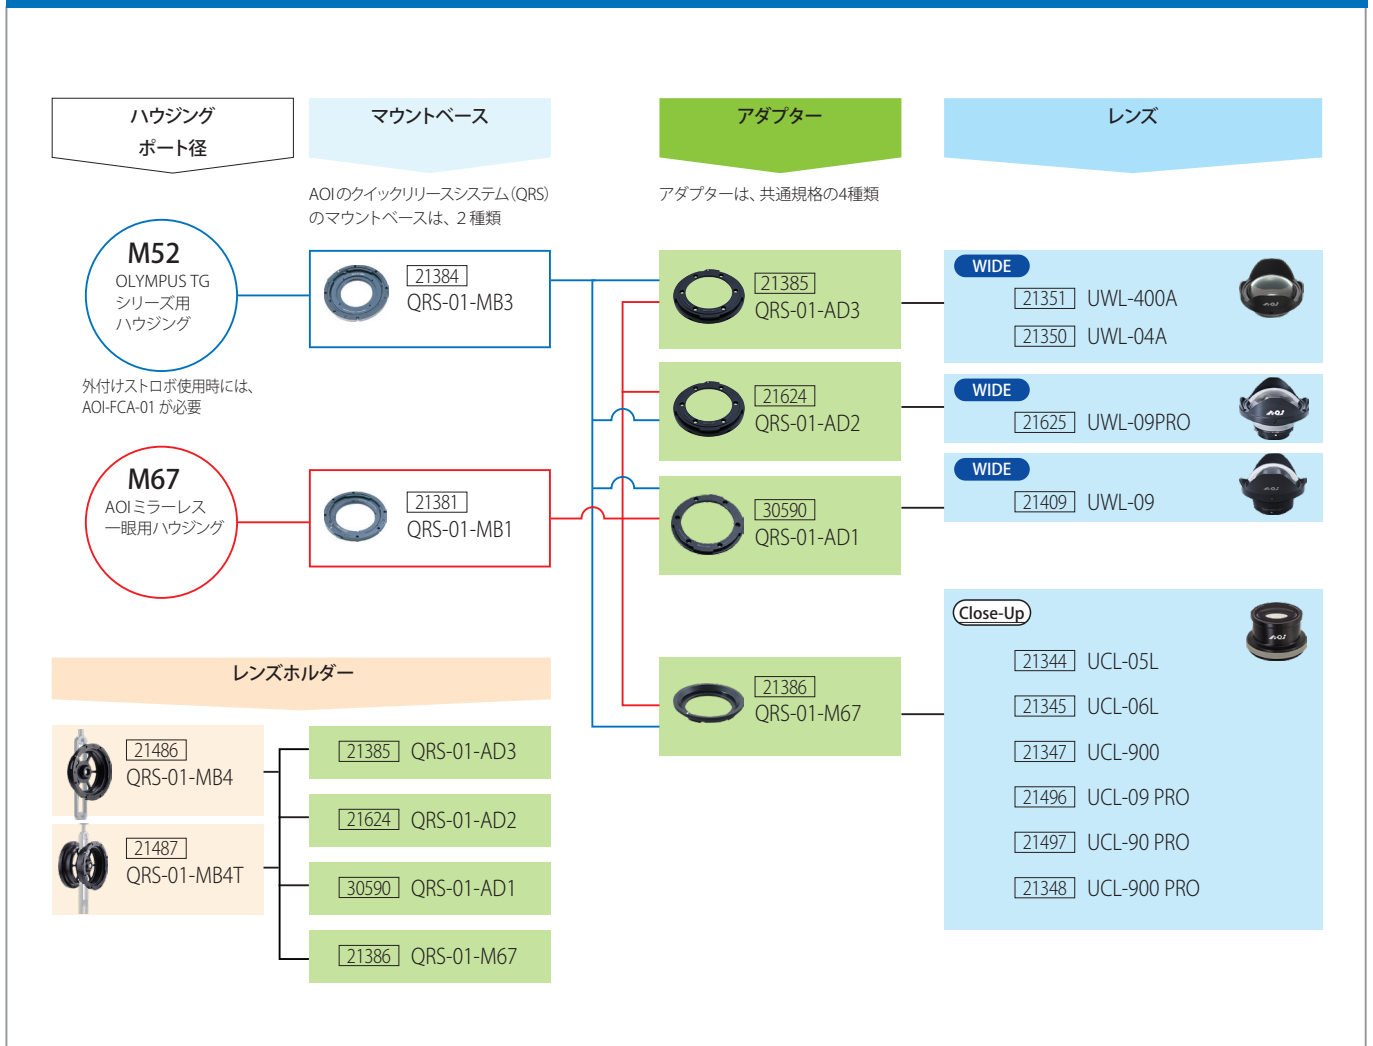 ハウジング
ポート径
マウントベース
アダプター
レンズ
AOIのクイックリリースシステム(QRS)
のマウントベースは、2種類
アダプターは、共通規格の4種類
M52
OLYMPUS TG
シリーズ用
ハウジング
外付けストロボ使用時には、
AOI-FCA-01 が必要
21384
QRS-01-MB3
M67
AOIミラーレス
一眼用ハウジング
21381
QRS-01-MB1
21385
QRS-01-AD3
21624
QRS-01-AD2
30590
QRS-01-AD1
21386
QRS-01-M67
WIDE
21351 UWL-400A
21350 UWL-04A
WIDE
21625 UWL-09PRO
WIDE
21409 UWL-09
Close-Up
21344 UCL-05L
21345 UCL-06L
21347 UCL-900
21496 UCL-09 PRO
21497 UCL-90 PRO
21348 UCL-900 PRO
レンズホルダー
21486
QRS-01-MB4
21487
QRS-01-MB4T
21385 QRS-01-AD3
21624 QRS-01-AD2
30590 QRS-01-AD1
21386 QRS-01-M67